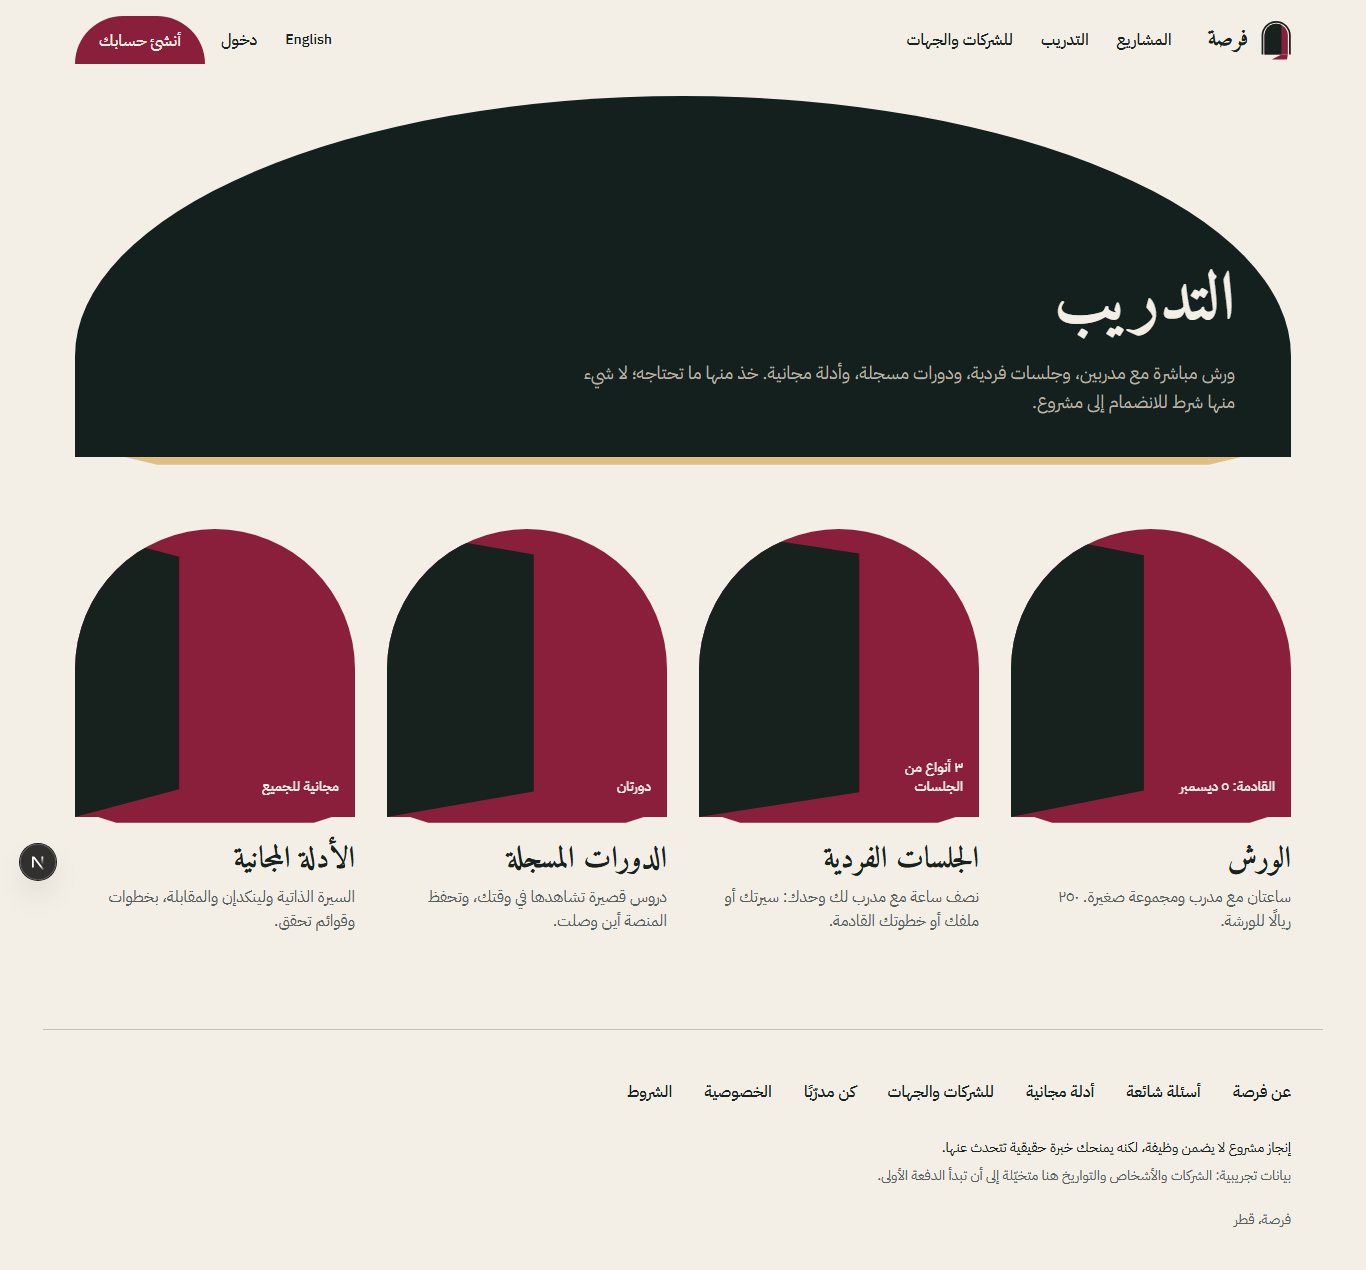 فرصة
المشاريع
التدريب
للشركات والجهات
English
دخول
أنشئ حسابك
التدريب
ورش مباشرة مع مدربين، وجلسات فردية، ودورات مسجلة، وأدلة مجانية. خذ منها ما تحتاجه؛ لا شيء
منها شرط للانضمام إلى مشروع.
القادمة: ٥ ديسمبر
الورش
ساعتان مع مدرب ومجموعة صغيرة. ٢٥٠
ريالًا للورشة.
٣ أنواع من
الجلسات
الجلسات الفردية
نصف ساعة مع مدرب لك وحدك: سيرتك أو
ملفك أو خطوتك القادمة.
دورتان
الدورات المسجلة
دروس قصيرة تشاهدها في وقتك، وتحفظ
المنصة أين وصلت.
مجانية للجميع
الأدلة المجانية
السيرة الذاتية ولينكدإن والمقابلة، بخطوات
وقوائم تحقق.
N
عن فرصة
أسئلة شائعة
أدلة مجانية
للشركات والجهات
كن مدرّبًا
الخصوصية
الشروط
إنجاز مشروع لا يضمن وظيفة، لكنه يمنحك خبرة حقيقية تتحدث عنها.
بيانات تجريبية: الشركات والأشخاص والتواريخ هنا متخيّلة إلى أن تبدأ الدفعة الأولى.
فرصة، قطر